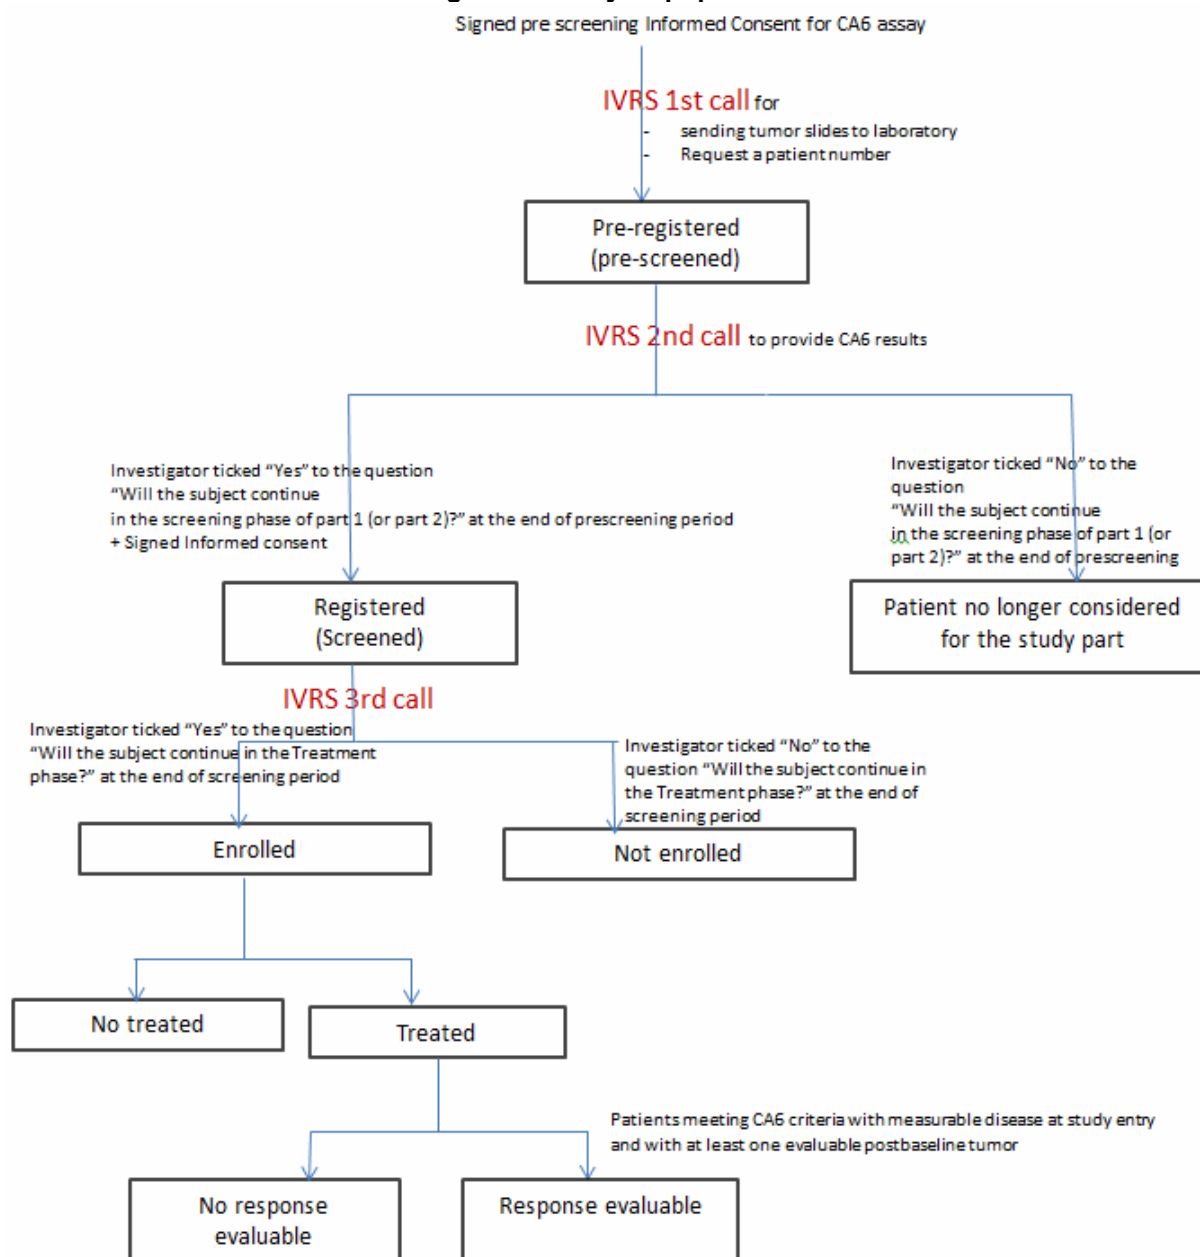 Signed pre screening Informed Consent for CA6 assay
IVRS 1st call for
- sending tumor slides to laboratory
- Request a patient number
Pre-registered
(pre-screened)
IVRS 2nd call to provide CA6 results
Investigator ticked “Yes” to the question
“Will the subject continue
in the screening phase of part 1 (or part 2)?” at the end of prescreening period
+ Signed Informed consent
Investigator ticked “No” to the
question
“Will the subject continue
in the screening phase of part 1 (or
part 2)?” at the end of prescreening
Registered
(Screened)
Patient no longer considered
for the study part
IVRS 3rd call
Investigator ticked “Yes” to the question
“Will the subject continue in the Treatment
phase?” at the end of screening period
Investigator ticked “No” to the
question “Will the subject continue in
the Treatment phase?” at the end of
screening period
Enrolled
Not enrolled
No treated
Treated
Patients meeting CA6 criteria with measurable disease at study entry
and with at least one evaluable postbaseline tumor
No response
evaluable
Response evaluable